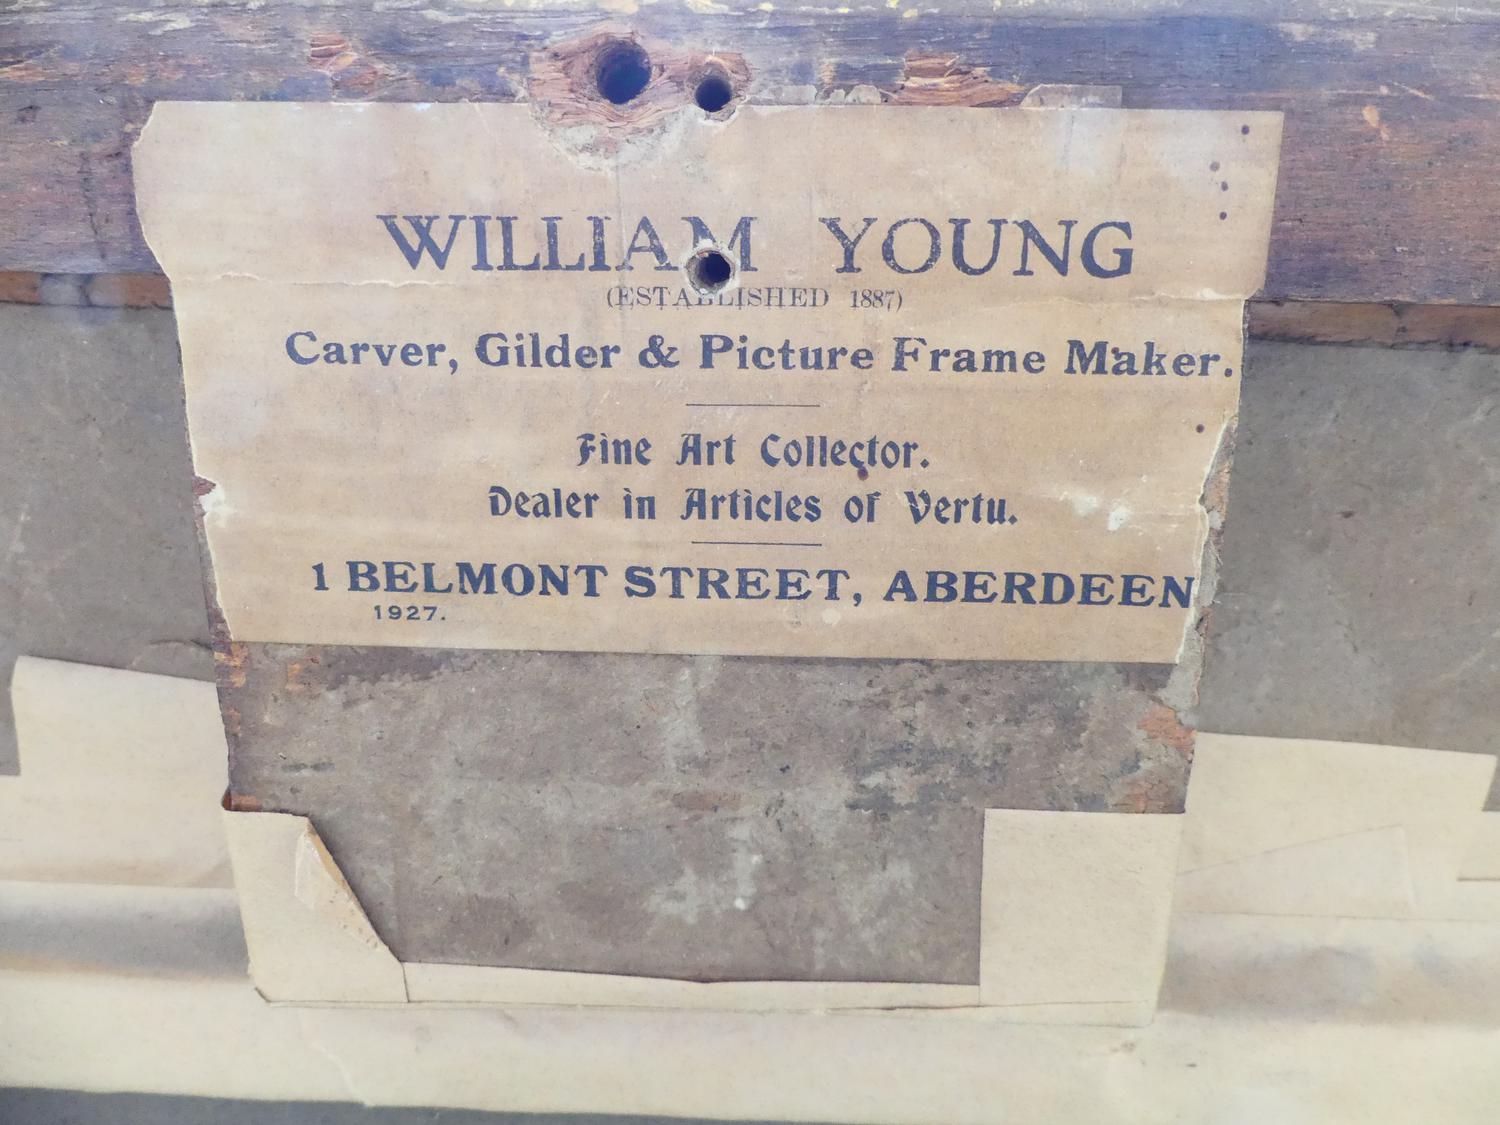 WILLIAM YOUNG
(ESTABLISHED 1887)
Carver, Gilder & Picture Frame Maker.
Fine Art Collector.
Dealer in Articles of Vertu.
1 BELMONT STREET, ABERDEEN
1927.